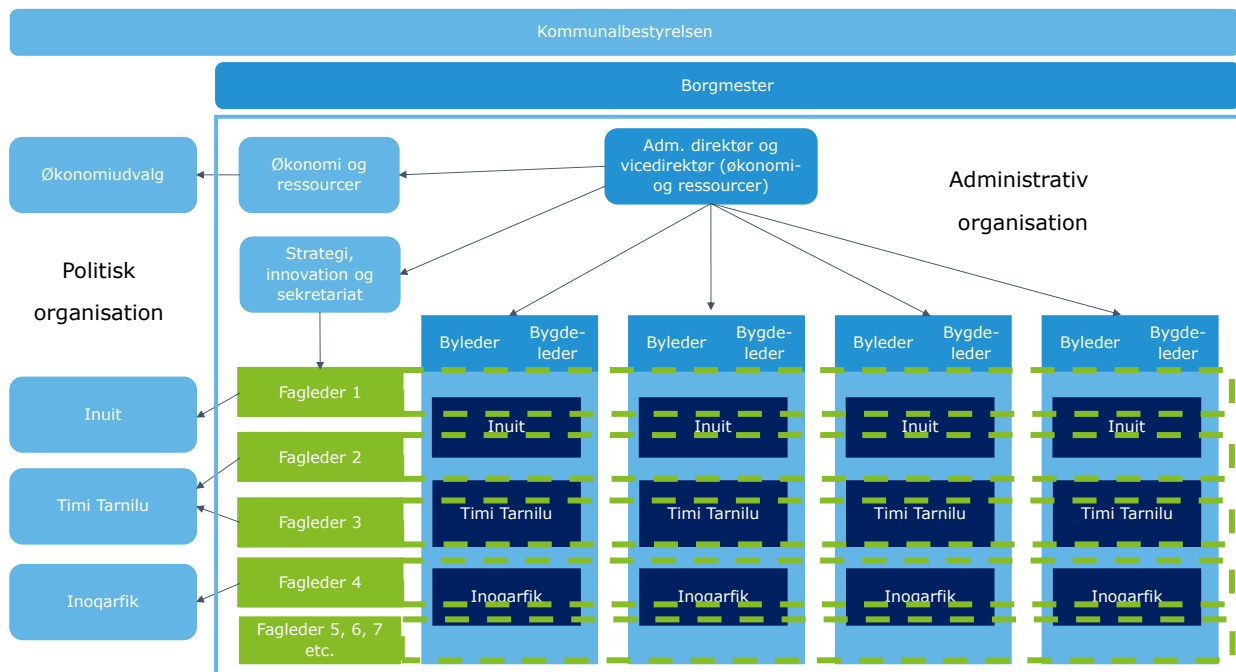 Kommunalbestyrelsen
Borgmester
Økonomiudvalg
Økonomi og
ressourcer
Adm. direktør og
vicedirektør (økonomi-
og ressourcer)
Administrativ
organisation
Politisk
organisation
Strategi,
innovation og
sekretariat
Byleder
Bygde-
leder
Byleder
Bygde-
leder
Byleder
Bygde-
leder
Byleder
Bygde-
leder
Inuit
Fagleder 1
Inuit
Inuit
Inuit
Inuit
Fagleder 2
Timi Tarnilu
Fagleder 3
Timi Tarnilu
Timi Tarnilu
Timi Tarnilu
Timi Tarnilu
Inoqarfik
Fagleder 4
Inoqarfik
Inoqarfik
Inoqarfik
Inoqarfik
Fagleder 5, 6, 7
etc.